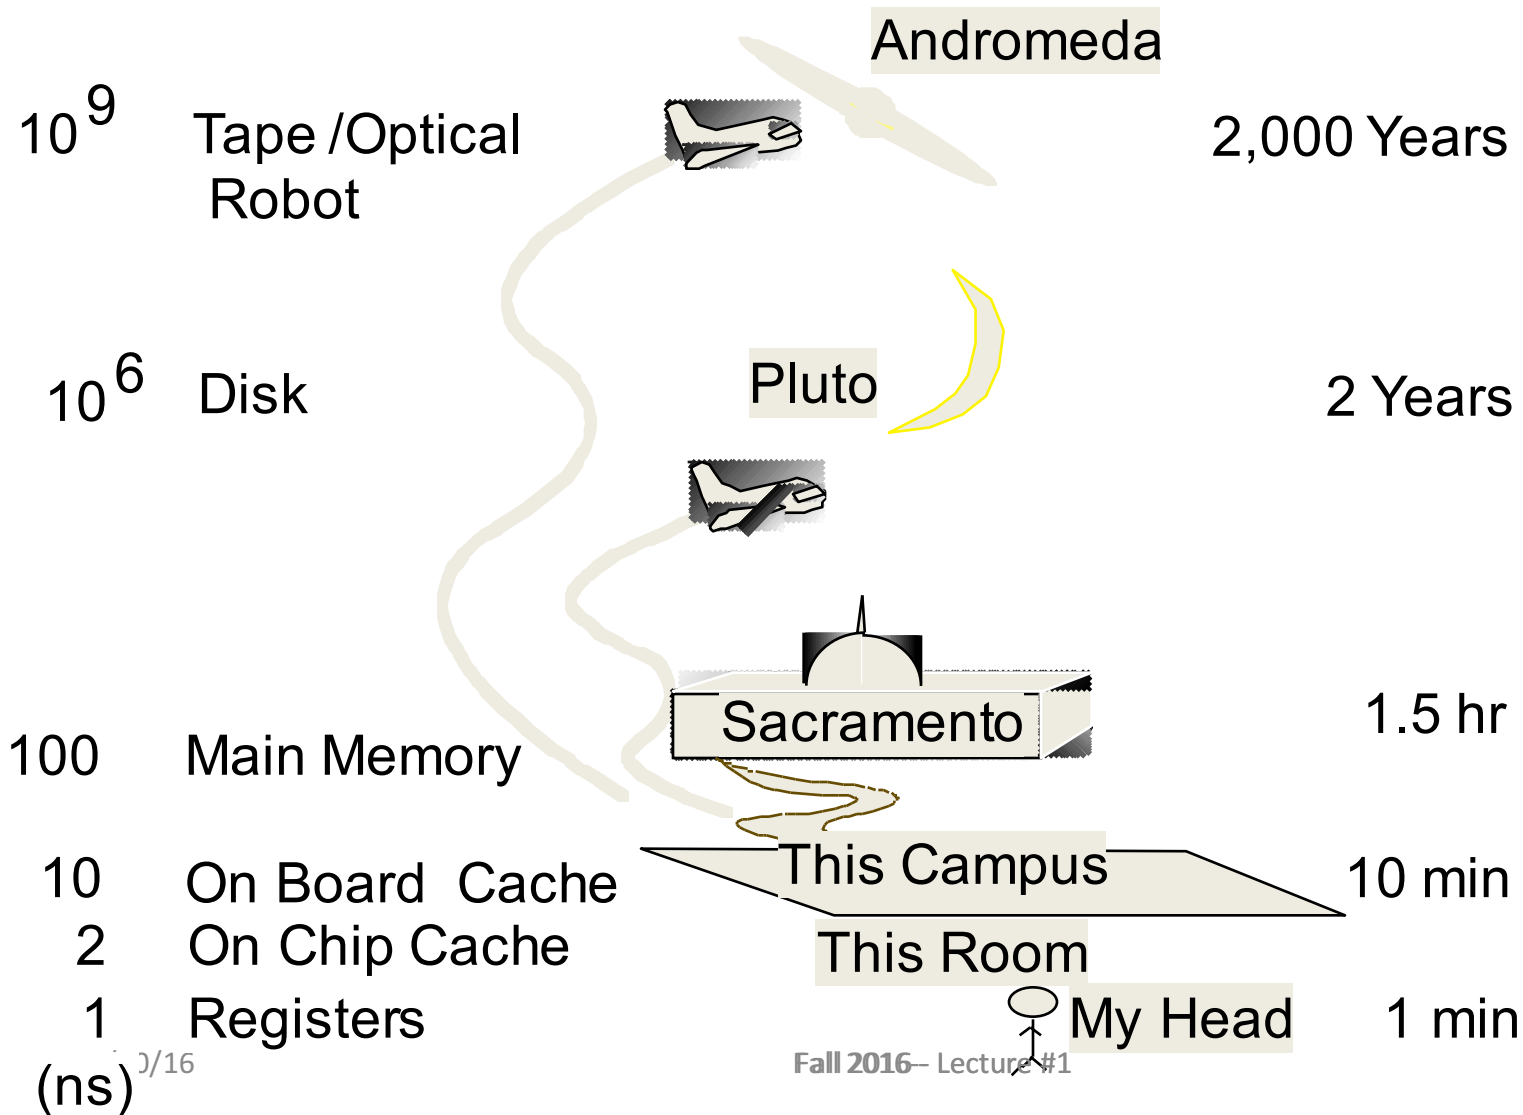 Andromeda
10^9 Tape /Optical Robot 2,000 Years
10^6 Disk Pluto 2 Years
Sacramento 1.5 hr
100 Main Memory
10 On Board Cache This Campus 10 min
2 On Chip Cache This Room
1 Registers My Head 1 min
(ns) 0/16 Fall 2016 -- Lecture #1